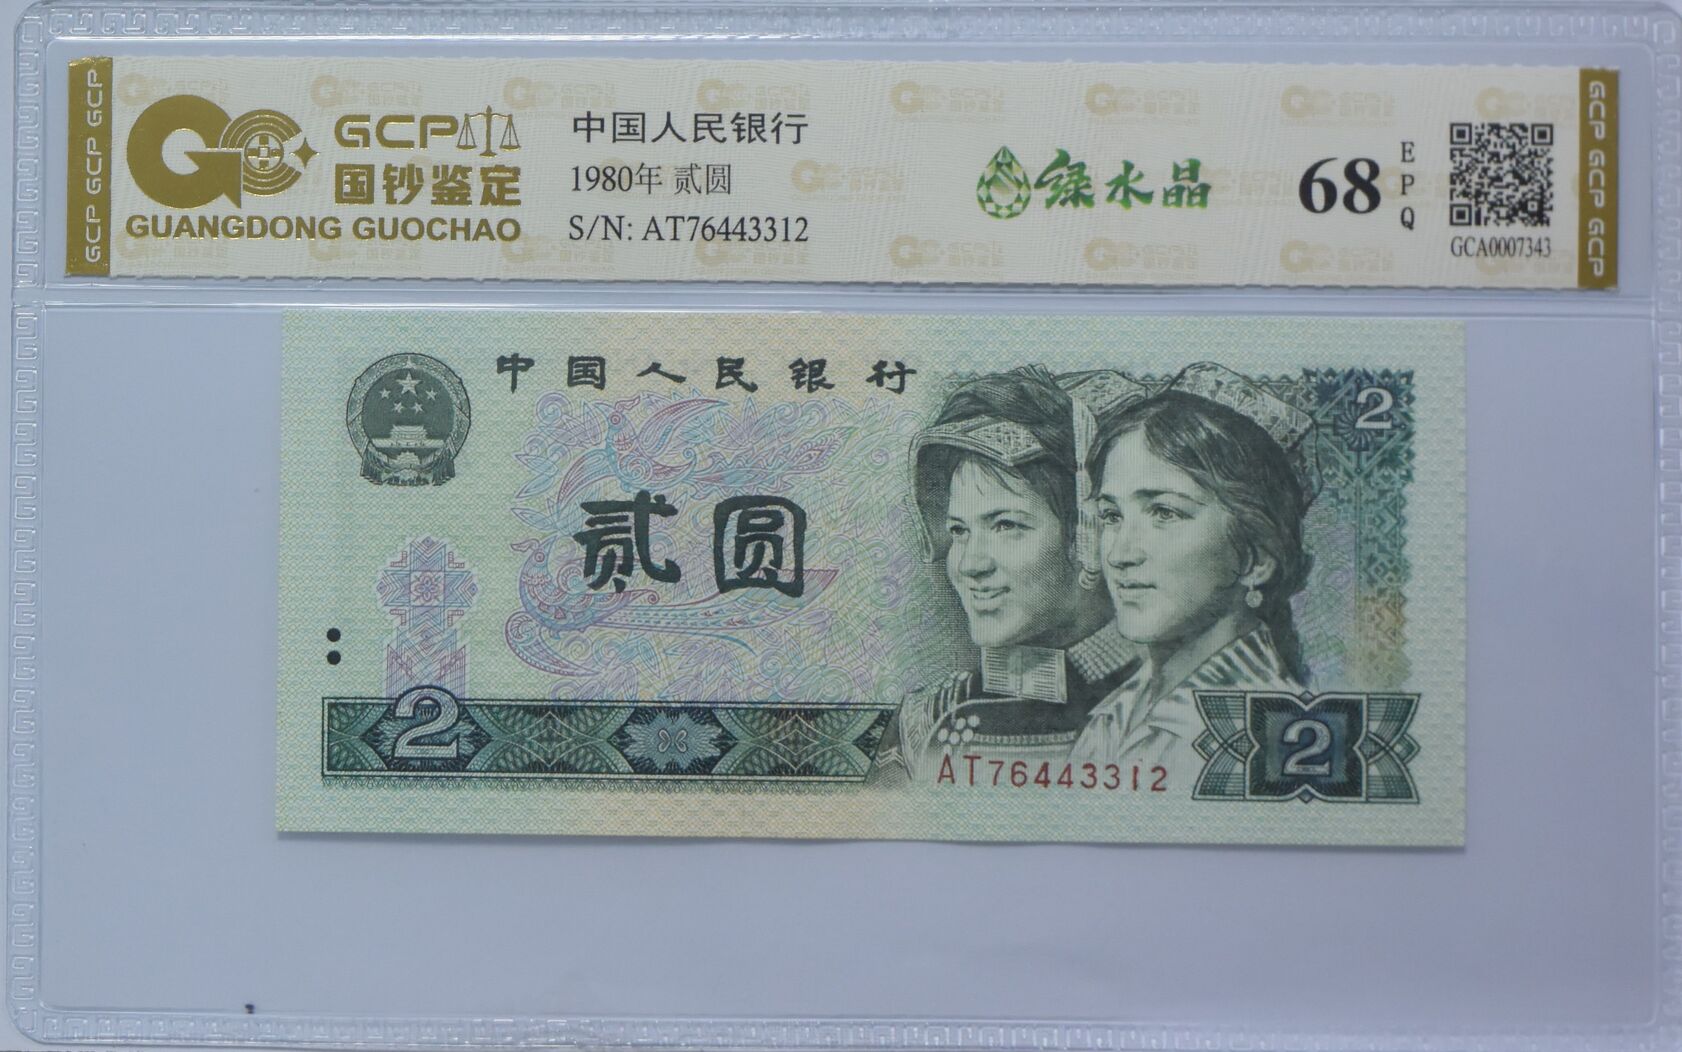 GCP GCP GCP
GCP
国钞鉴定
GUANGDONG GUOCHAO
中国人民银行
1980年 贰圆
S/N: AT76443312
绿水晶
68
EPQ
GCA0007343
GCP GCP GCP
中国人民银行
2
贰圆
2
2
AT76443312